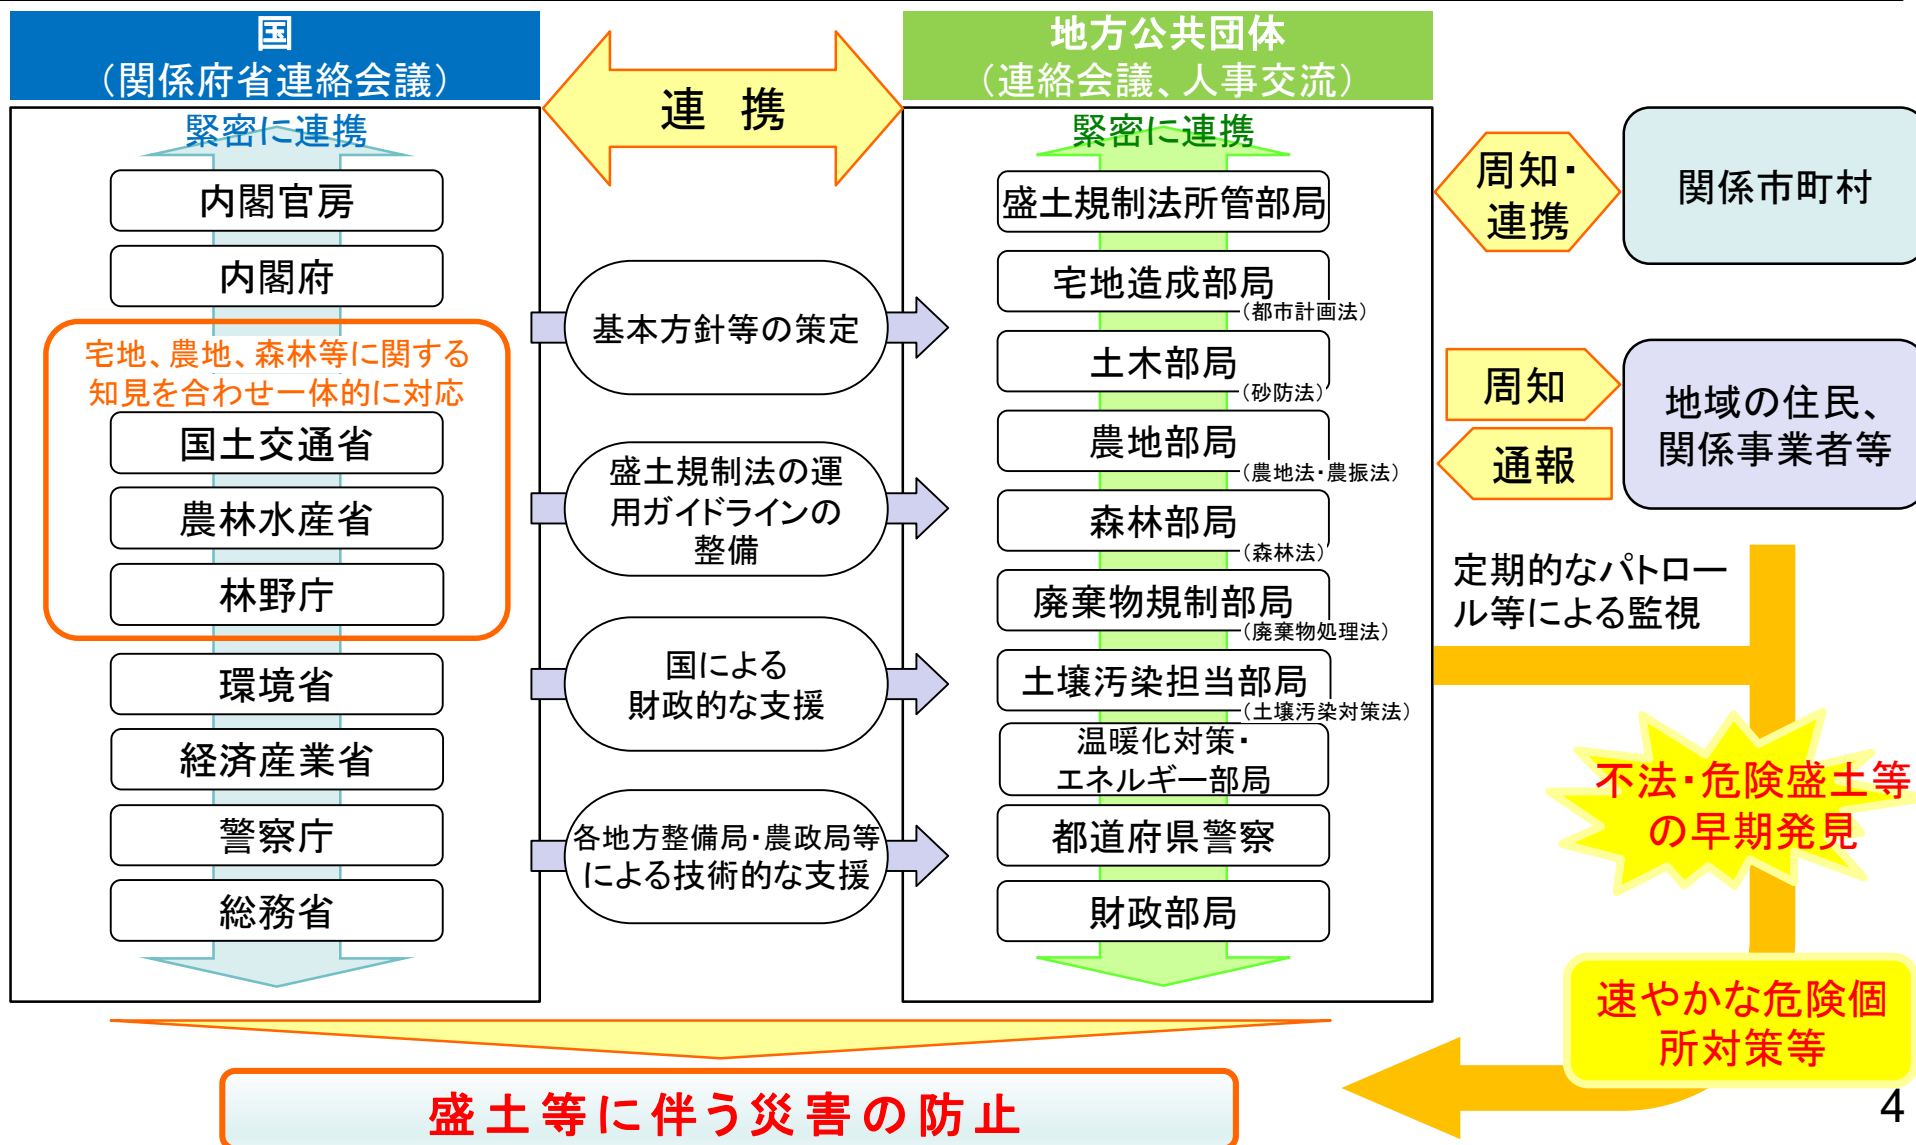 国
（関係府省連絡会議）
緊密に連携
内閣官房
内閣府
宅地、農地、森林等に関する
知見を合わせ一体的に対応
国土交通省
農林水産省
林野庁
環境省
経済産業省
警察庁
総務省
連　携
基本方針等の策定
盛土規制法の運
用ガイドラインの
整備
国による
財政的な支援
各地方整備局・農政局等
による技術的な支援
地方公共団体
（連絡会議、人事交流）
緊密に連携
盛土規制法所管部局
宅地造成部局
（都市計画法）
土木部局
（砂防法）
農地部局
（農地法・農振法）
森林部局
（森林法）
廃棄物規制部局
（廃棄物処理法）
土壌汚染担当部局
（土壌汚染対策法）
温暖化対策・
エネルギー部局
都道府県警察
財政部局
周知・
連携
関係市町村
周知
通報
地域の住民、
関係事業者等
定期的なパトロー
ル等による監視
不法・危険盛土等
の早期発見
速やかな危険個
所対策等
盛土等に伴う災害の防止
4